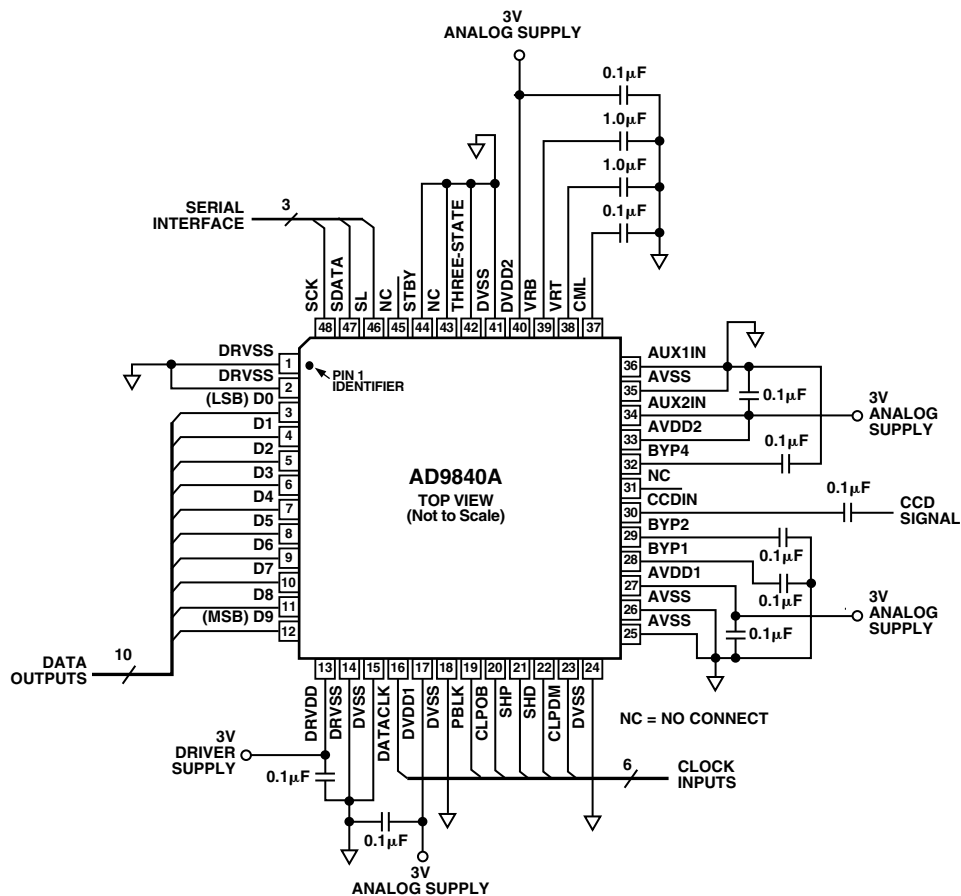 3V
ANALOG SUPPLY
0.1μF
1.0μF
1.0μF
0.1μF
SERIAL
INTERFACE
3
SCK
SDATA
SL
NC
STBY
NC
THREE-STATE
DVSS
DVDD2
VRB
VRT
CML
48
47
46
45
44
43
42
41
40
39
38
37
DRVSS
1
DRVSS
2
(LSB) D0
3
D1
4
D2
5
D3
6
D4
7
D5
8
D6
9
D7
10
D8
11
(MSB) D9
12
PIN 1
IDENTIFIER
AD9840A
TOP VIEW
(Not to Scale)
36
AUX1IN
35
AVSS
34
AUX2IN
33
AVDD2
32
BYP4
31
NC
30
CCDIN
29
BYP2
28
BYP1
27
AVDD1
26
AVSS
25
AVSS
0.1μF
3V
ANALOG
SUPPLY
0.1μF
0.1μF
CCD
SIGNAL
0.1μF
0.1μF
3V
ANALOG
SUPPLY
0.1μF
DATA
OUTPUTS
10
13
14
15
16
17
18
19
20
21
22
23
24
DRVDD
DRVSS
DVSS
DATACLK
DVDD1
DVSS
PBLK
CLPOB
SHP
SHD
CLPDM
DVSS
NC = NO CONNECT
3V
DRIVER
SUPPLY
0.1μF
0.1μF
6
CLOCK
INPUTS
3V
ANALOG SUPPLY